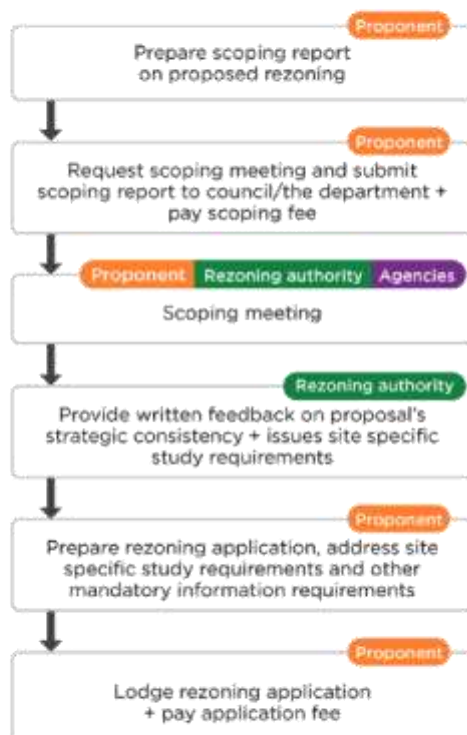 Proponent
Prepare scoping report
on proposed rezoning
Proponent
Request scoping meeting and submit
scoping report to council/the department +
pay scoping fee
Proponent Rezoning authority Agencies
Scoping meeting
Rezoning authority
Provide written feedback on proposal's
strategic consistency + issues site specific
study requirements
Proponent
Prepare rezoning application, address site
specific study requirements and other
mandatory information requirements
Proponent
Lodge rezoning application
+ pay application fee